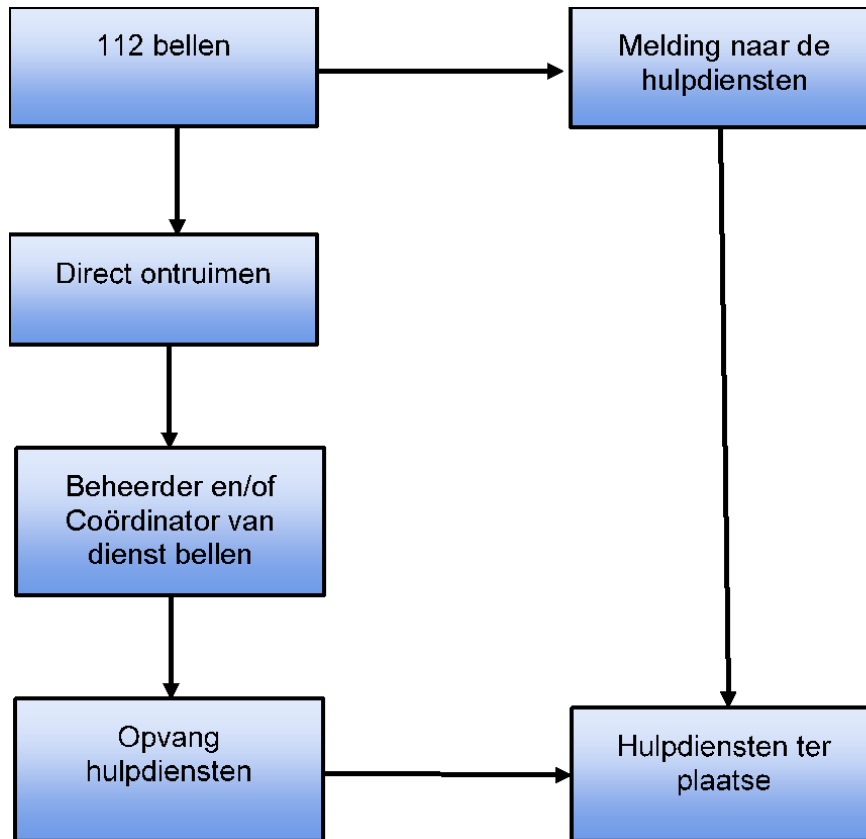 112 bellen
Melding naar de
hulpdiensten
Direct ontruimen
Beheerder en/of
Coördinator van
dienst bellen
Opvang
hulpdiensten
Hulpdiensten ter
plaatse